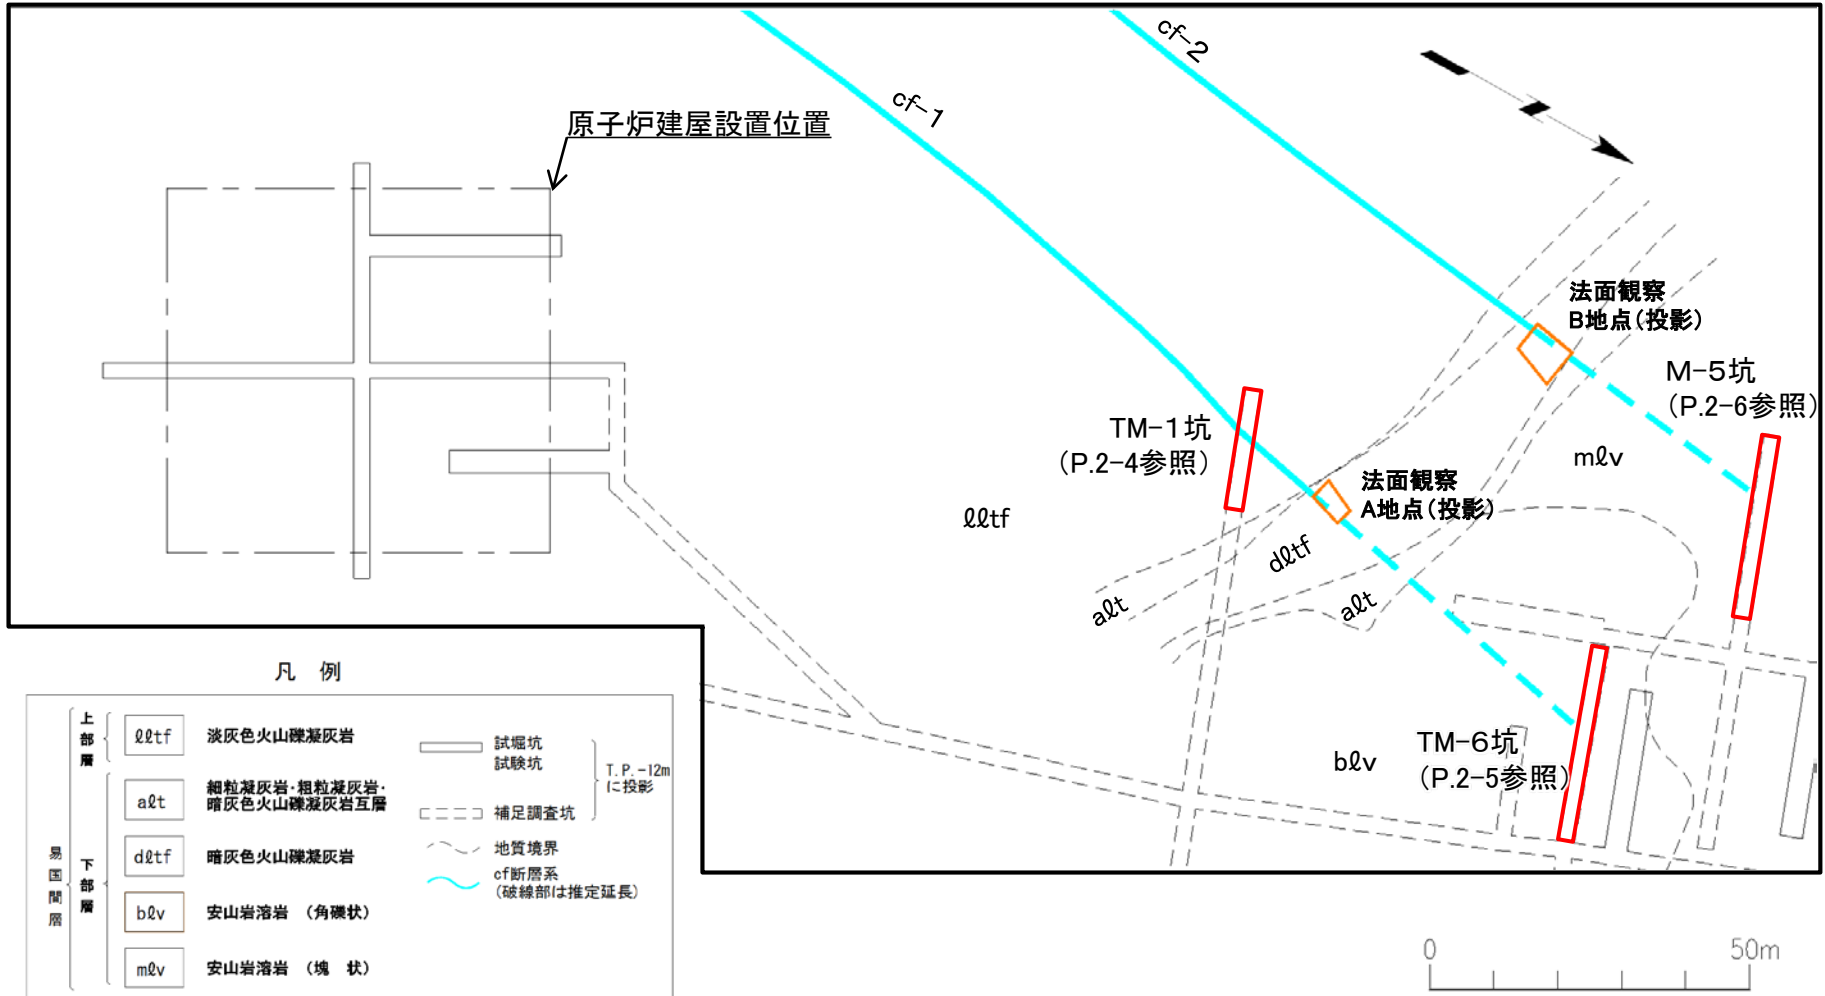 cf-2
cf-1
原子炉建屋設置位置
法面観察
B地点(投影)
M-5坑
(P.2-6参照)
TM-1坑
(P.2-4参照)
mℓv
法面観察
A地点(投影)
ℓℓtf
dℓtf
aℓt
aℓt
TM-6坑
(P.2-5参照)
bℓv
凡 例
易国間層
上部層
ℓℓtf 淡灰色火山礫凝灰岩
下部層
aℓt 細粒凝灰岩・粗粒凝灰岩・
暗灰色火山礫凝灰岩互層
dℓtf 暗灰色火山礫凝灰岩
bℓv 安山岩溶岩 (角礫状)
mℓv 安山岩溶岩 (塊 状)
試堀坑
試験坑
補足調査坑
T.P.-12m
に投影
地質境界
cf断層系
(破線部は推定延長)
0 50m